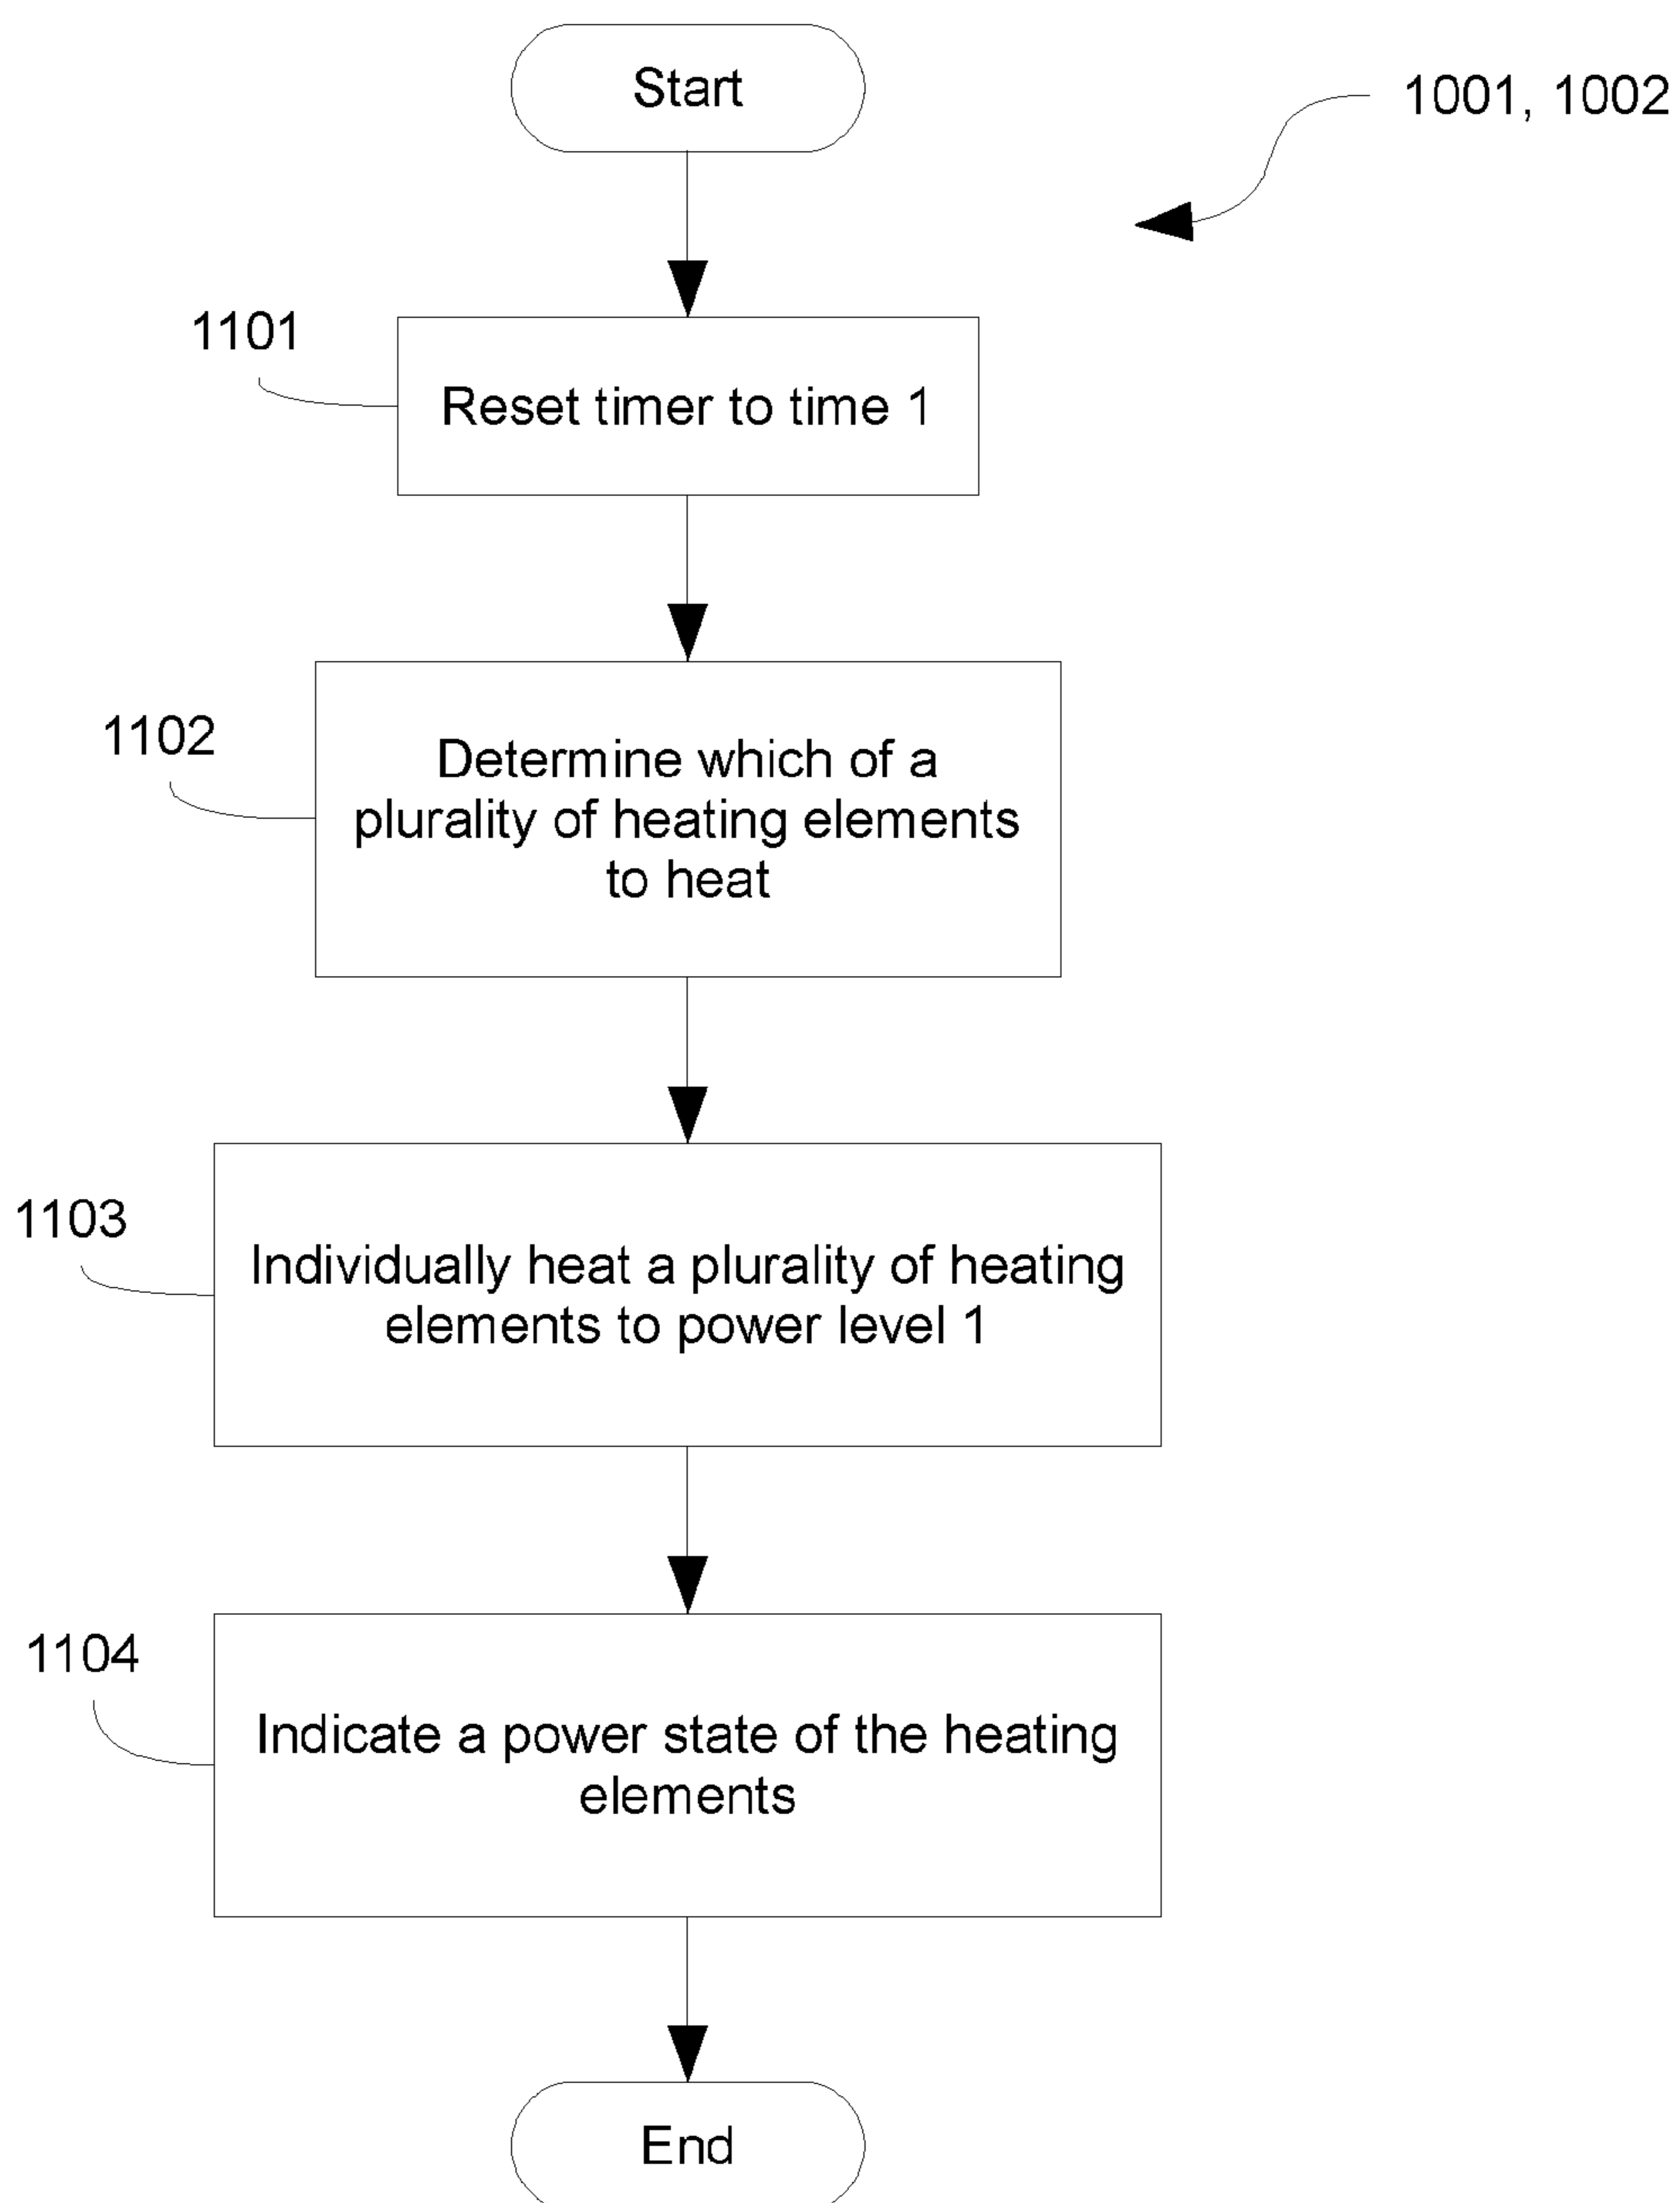 Start
1001, 1002
1101
Reset timer to time 1
1102
Determine which of a
plurality of heating elements
to heat
1103
Individually heat a plurality of heating
elements to power level 1
1104
Indicate a power state of the heating
elements
End